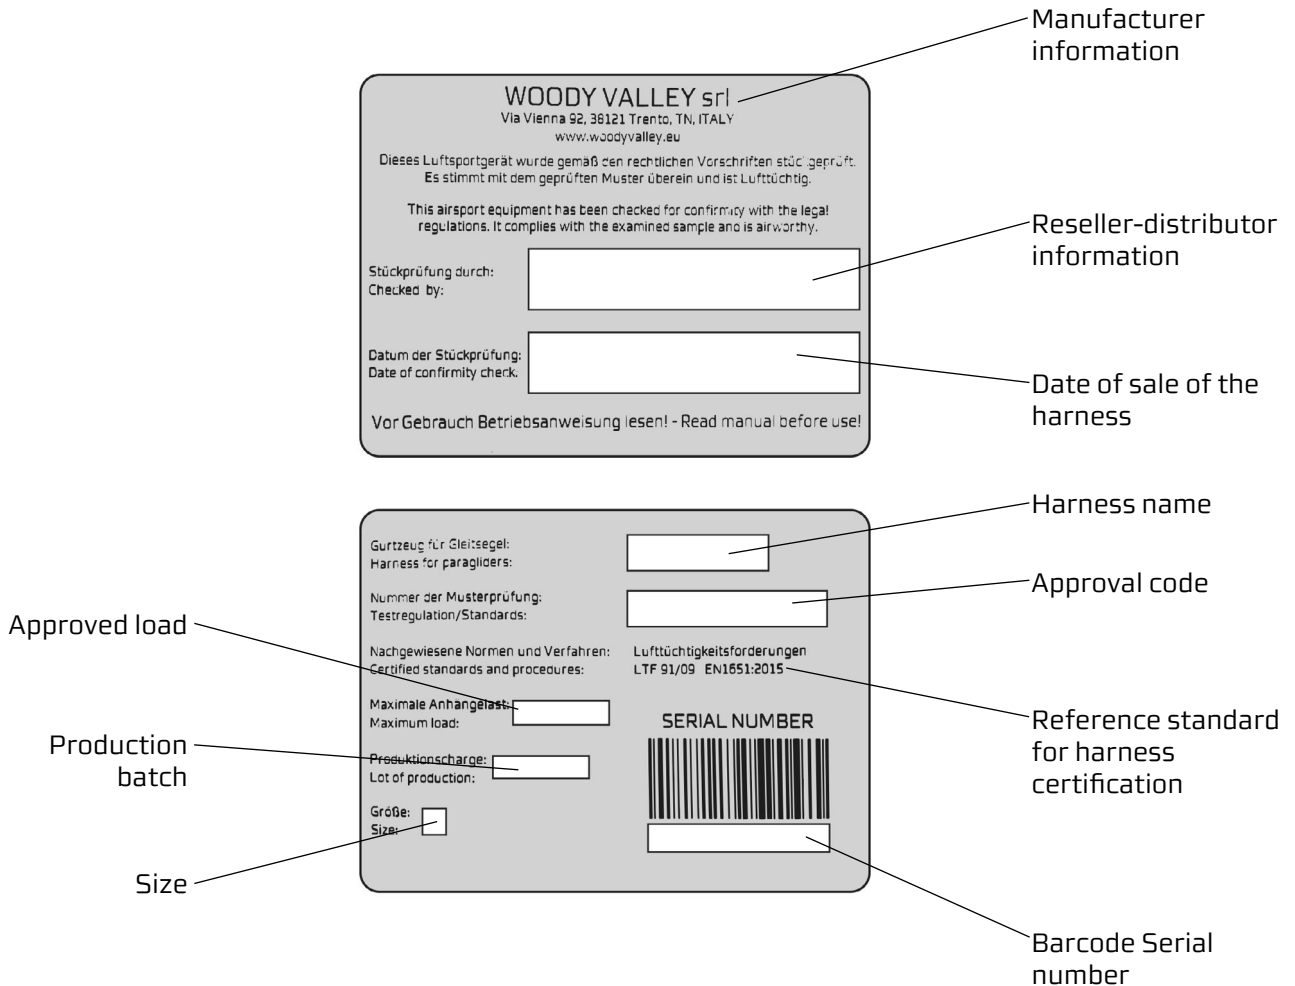 Manufacturer
information
WOODY VALLEY srl
Via Vienna 92, 38121 Trento, TN, ITALY
www.woodyvalley.eu
Dieses Luftsportgerät wurde gemäß den rechtlichen Vorschriften stückgeprüft.
Es stimmt mit dem geprüften Muster überein und ist Lufttüchtig.
This airsport equipment has been checked for confirmity with the legal
regulations. It complies with the examined sample and is airworthy.
Reseller-distributor
information
Stückprüfung durch:
Checked by:
Datum der Stückprüfung:
Date of confirmity check.
Date of sale of the
harness
Vor Gebrauch Betriebsanweisung lesen! - Read manual before use!
Harness name
Gurtzeug für Gleitsegel:
Harness for paragliders:
Approval code
Nummer der Musterprüfung:
Testregulation/Standards:
Approved load
Nachgewiesene Normen und Verfahren: Lufttüchtigkeitsforderungen
Certified standards and procedures: LTF 91/09 EN1651:2015
Maximale Anhängelast:
Maximum load:
SERIAL NUMBER
Reference standard
for harness
certification
Production
batch
Produktionscharge:
Lot of production:
Größe:
Size:
Size
Barcode Serial
number